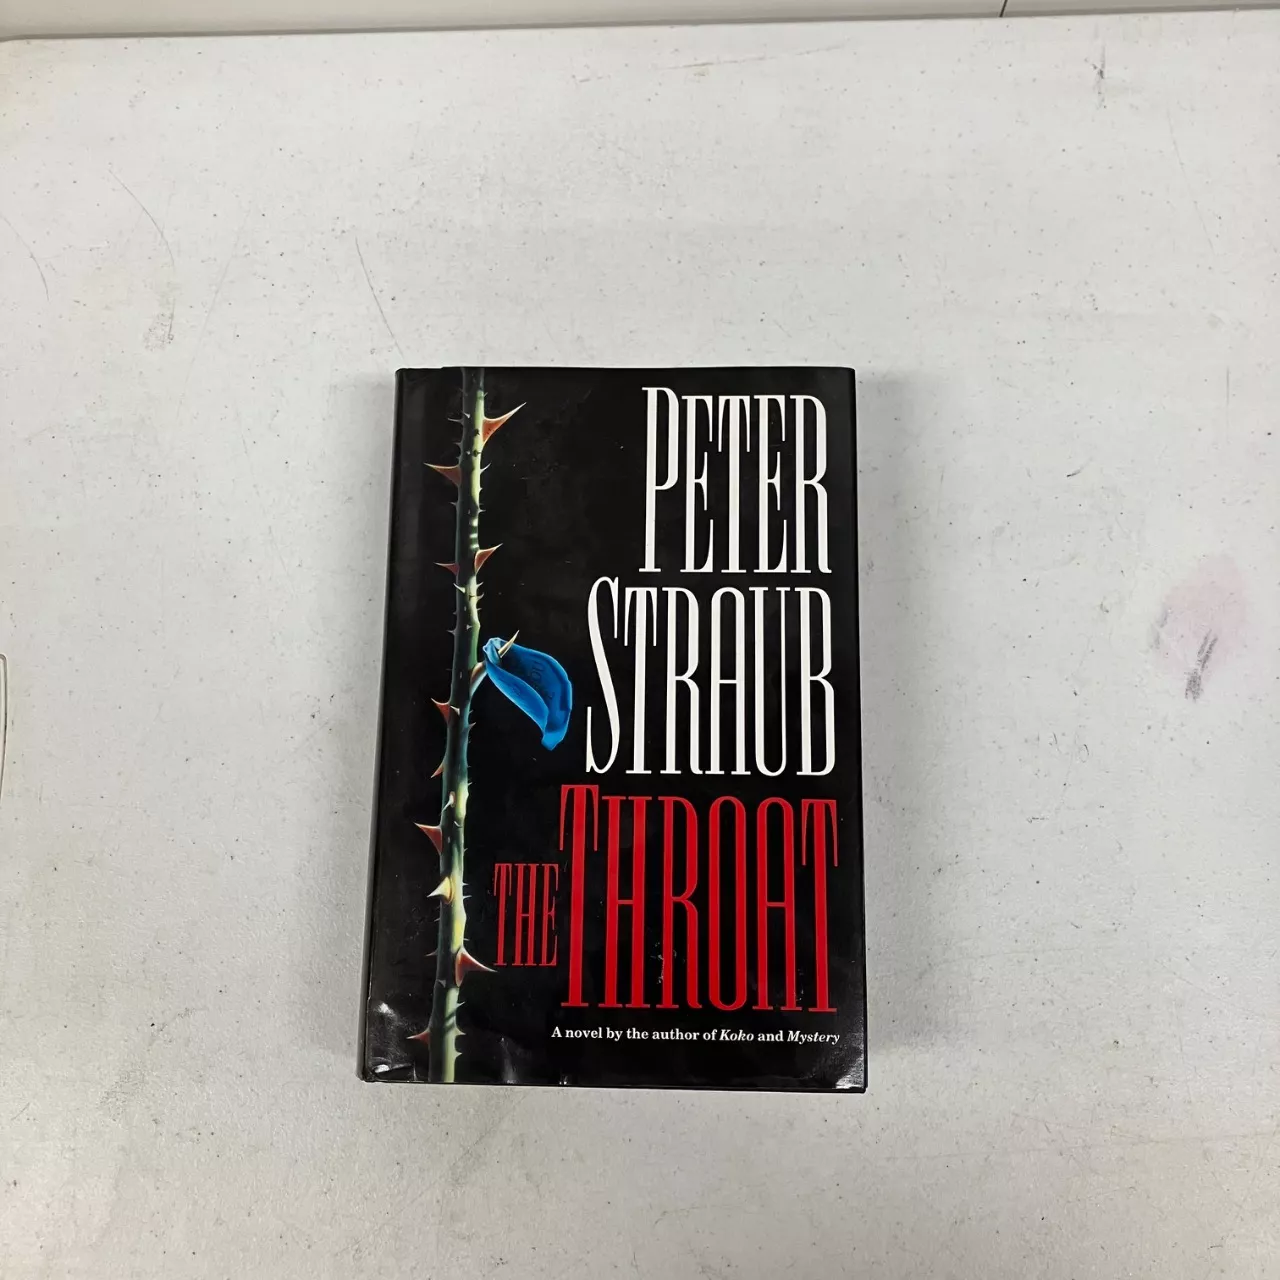 PETER
STRAUB
THE THROAT
A novel by the author of Koko and Mystery